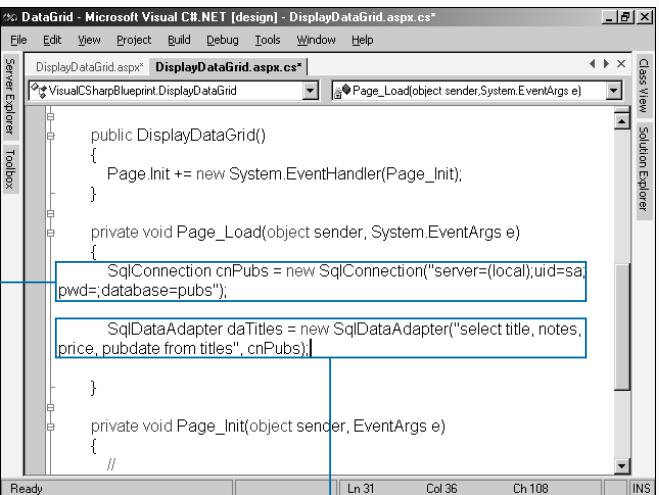 DataGrid - Microsoft Visual C#.NET [design] - DisplayDataGrid.aspx.cs*
File Edit View Project Build Debug Tools Window Help
DisplayDataGrid.aspx* DisplayDataGrid.aspx.cs*
VisualCSharpBlueprint.DisplayDataGrid Page_Load(object sender,System.EventArgs e)
Server Explorer
Toolbox
Class View
Solution Explorer
public DisplayDataGrid()
{
Page.Init += new System.EventHandler(Page_Init);
}
private void Page_Load(object sender, System.EventArgs e)
{
SqlConnection cnPubs = new SqlConnection("server=(local);uid=sa;
pwd=;database=pubs");
SqlDataAdapter daTitles = new SqlDataAdapter("select title, notes,
price, pubdate from titles", cnPubs);
}
private void Page_Init(object sender, EventArgs e)
{
//
Ready Ln 31 Col 36 Ch 108 INS